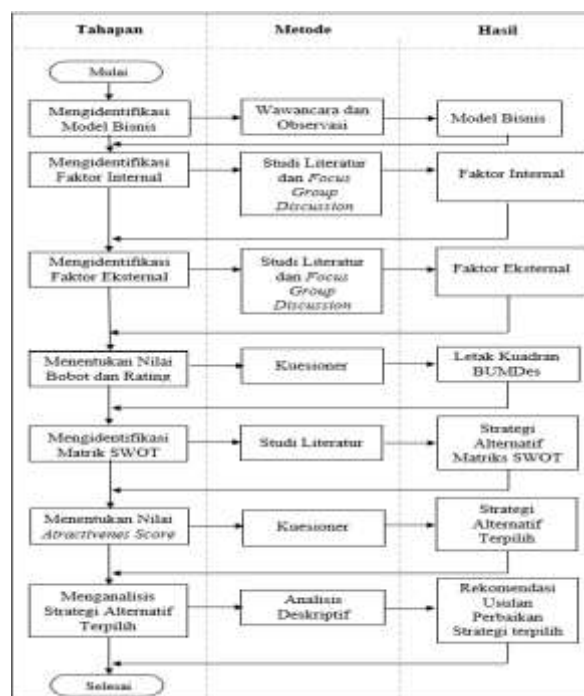 Tahapan Metode Hasil
Mulai
Mengidentifikasi
Model Bisnis
Wawancara dan
Observasi
Model Bisnis
Mengidentifikasi
Faktor Internal
Studi Literatur
dan Focus
Group
Discussion
Faktor Internal
Mengidentifikasi
Faktor Eksternal
Studi Literatur
dan Focus
Group
Discussion
Faktor Eksternal
Menentukan Nilai
Bobot dan Rating
Kuesioner
Letak Kuadran
BUMDes
Mengidentifikasi
Matrik SWOT
Studi Literatur
Strategi
Alternatif
Matriks SWOT
Menentukan Nilai
Atractivenes Score
Kuesioner
Strategi
Alternatif
Terpilih
Menganalisis
Strategi Alternatif
Terpilih
Analisis
Deskriptif
Rekomendasi
Usulan
Perbaikan
Strategi terpilih
Selesai